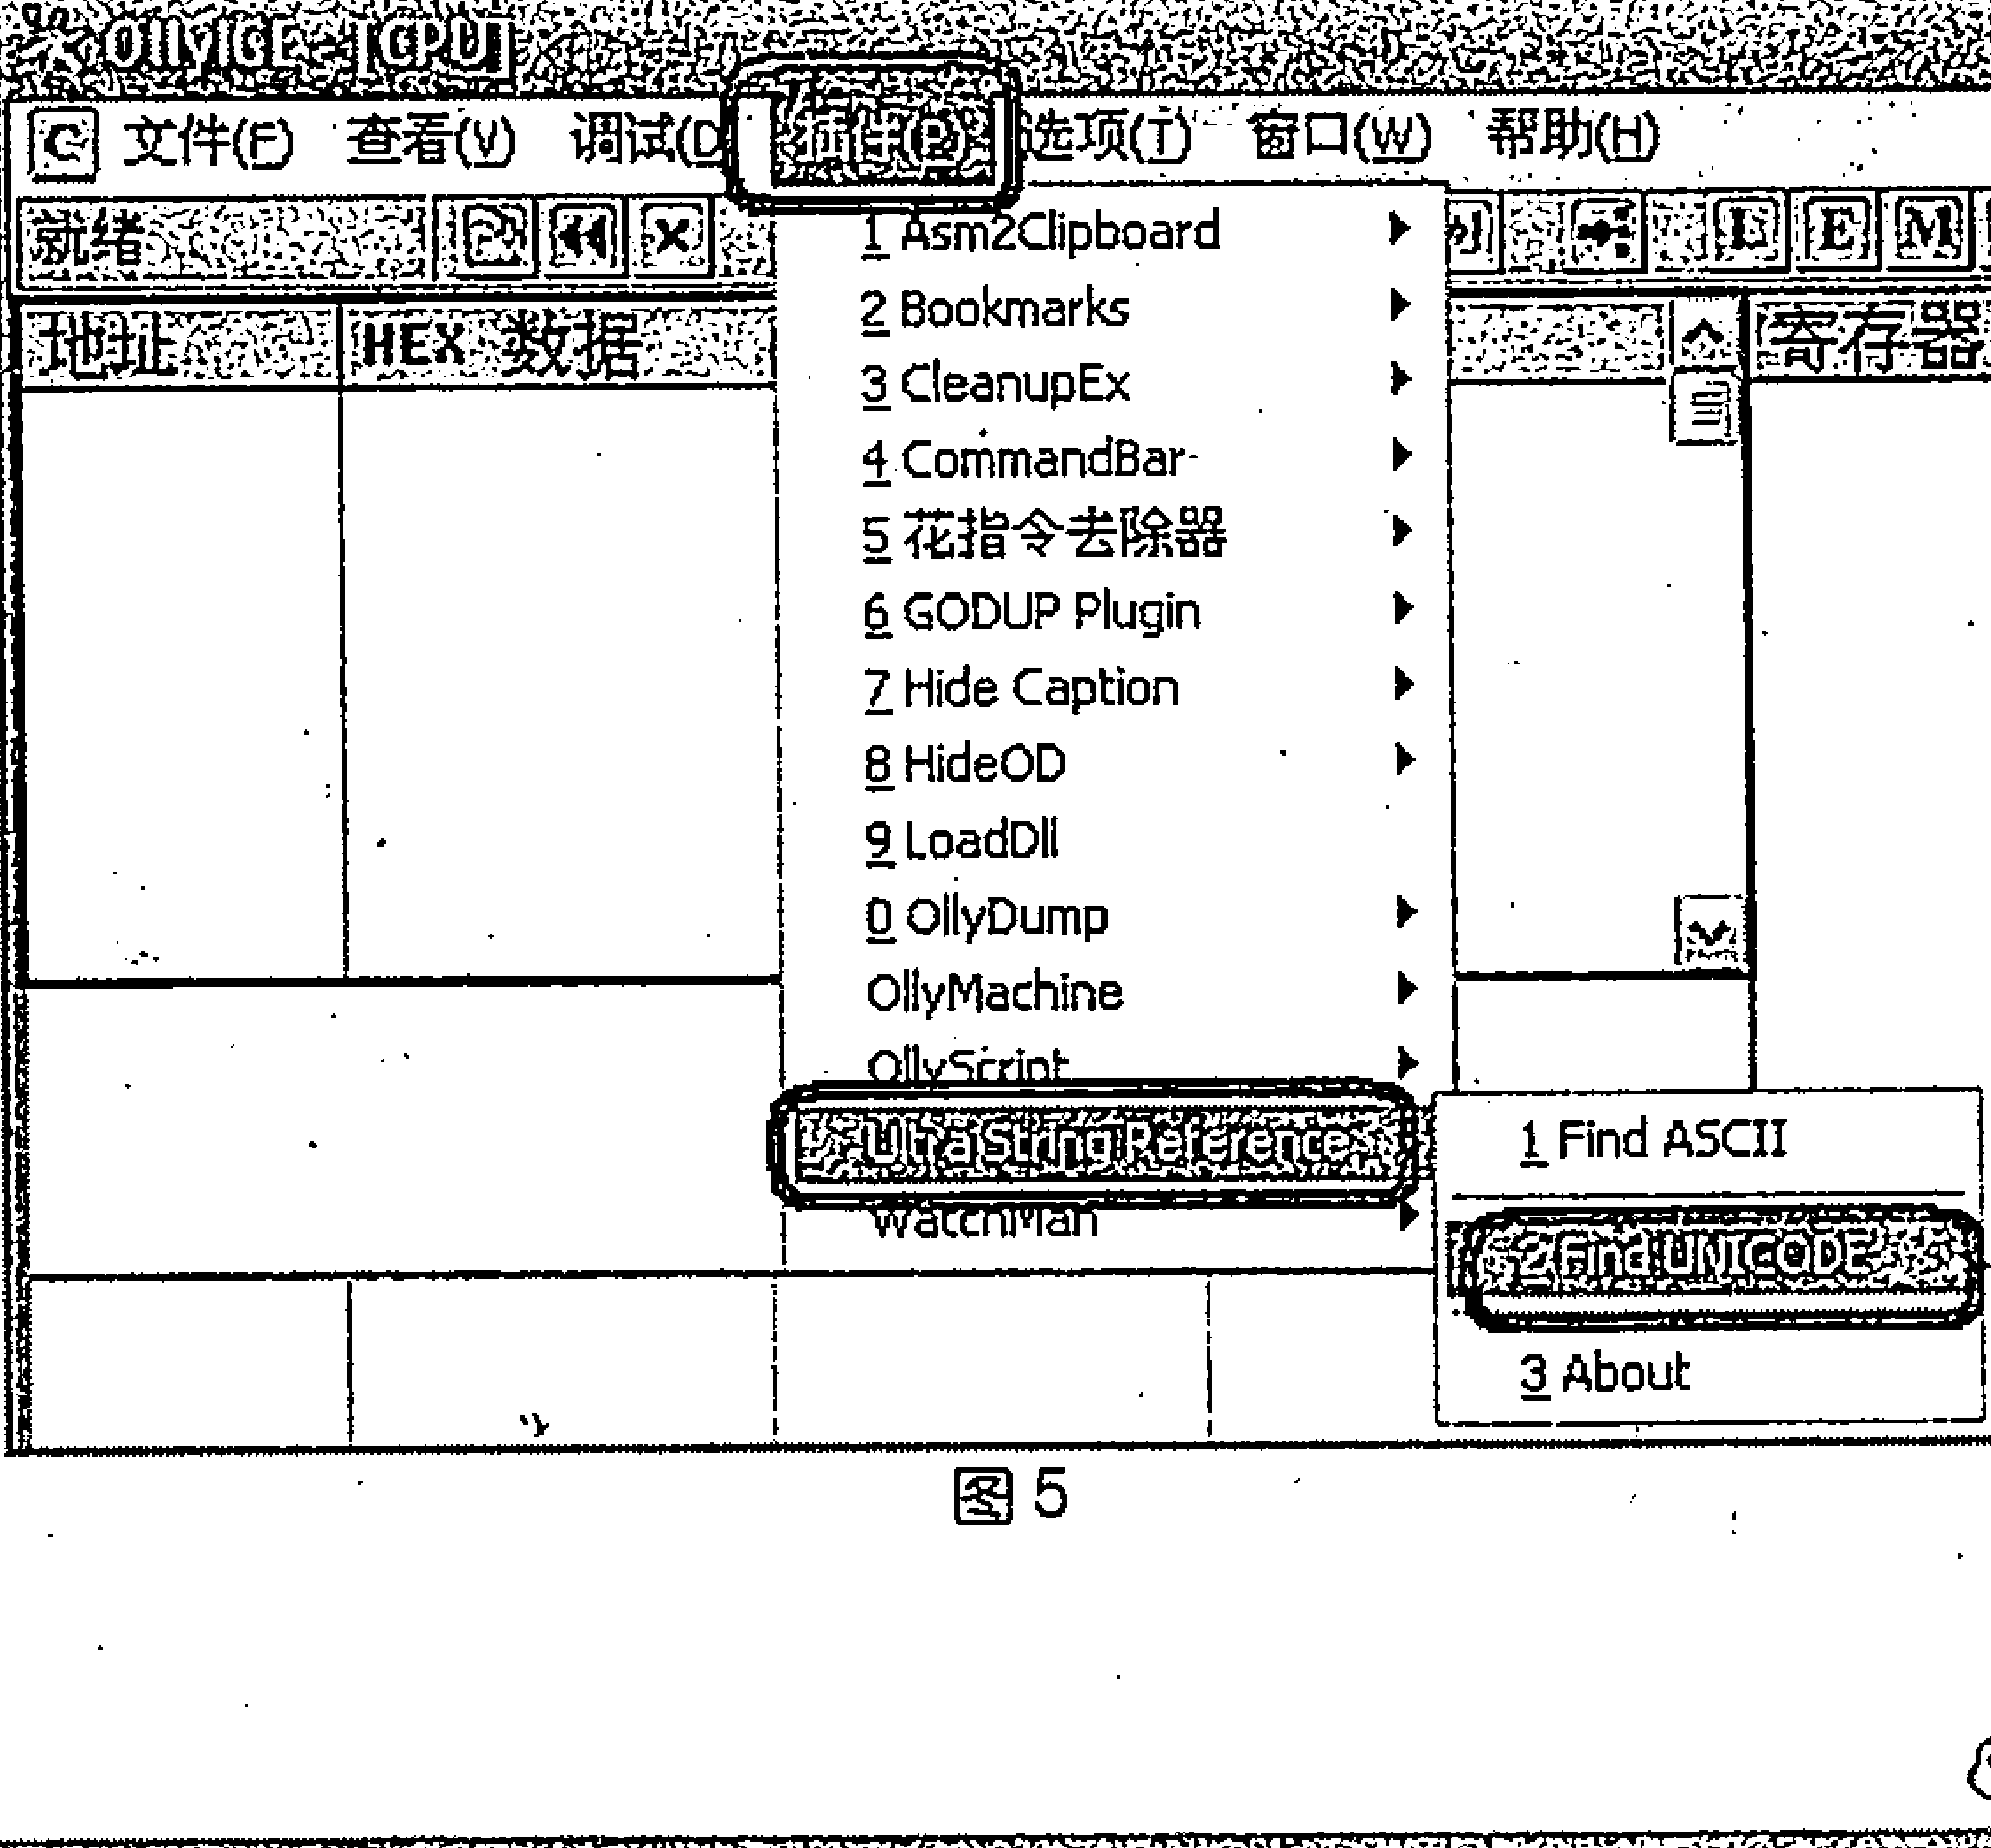 OllyICE - [CPU]
文件(F) 查看(V) 调试(D 插件(P) 选项(T) 窗口(W) 帮助(H)
就绪 L E M
地址 HEX 数据 寄存器
1 Asm2Clipboard
2 Bookmarks
3 CleanupEx
4 CommandBar
5 花指令去除器
6 GODUP Plugin
7 Hide Caption
8 HideOD
9 LoadDll
0 OllyDump
OllyMachine
OllyScript
Ultra String Reference
WatchMan
1 Find ASCII
2 Find UNICODE
3 About
图 5